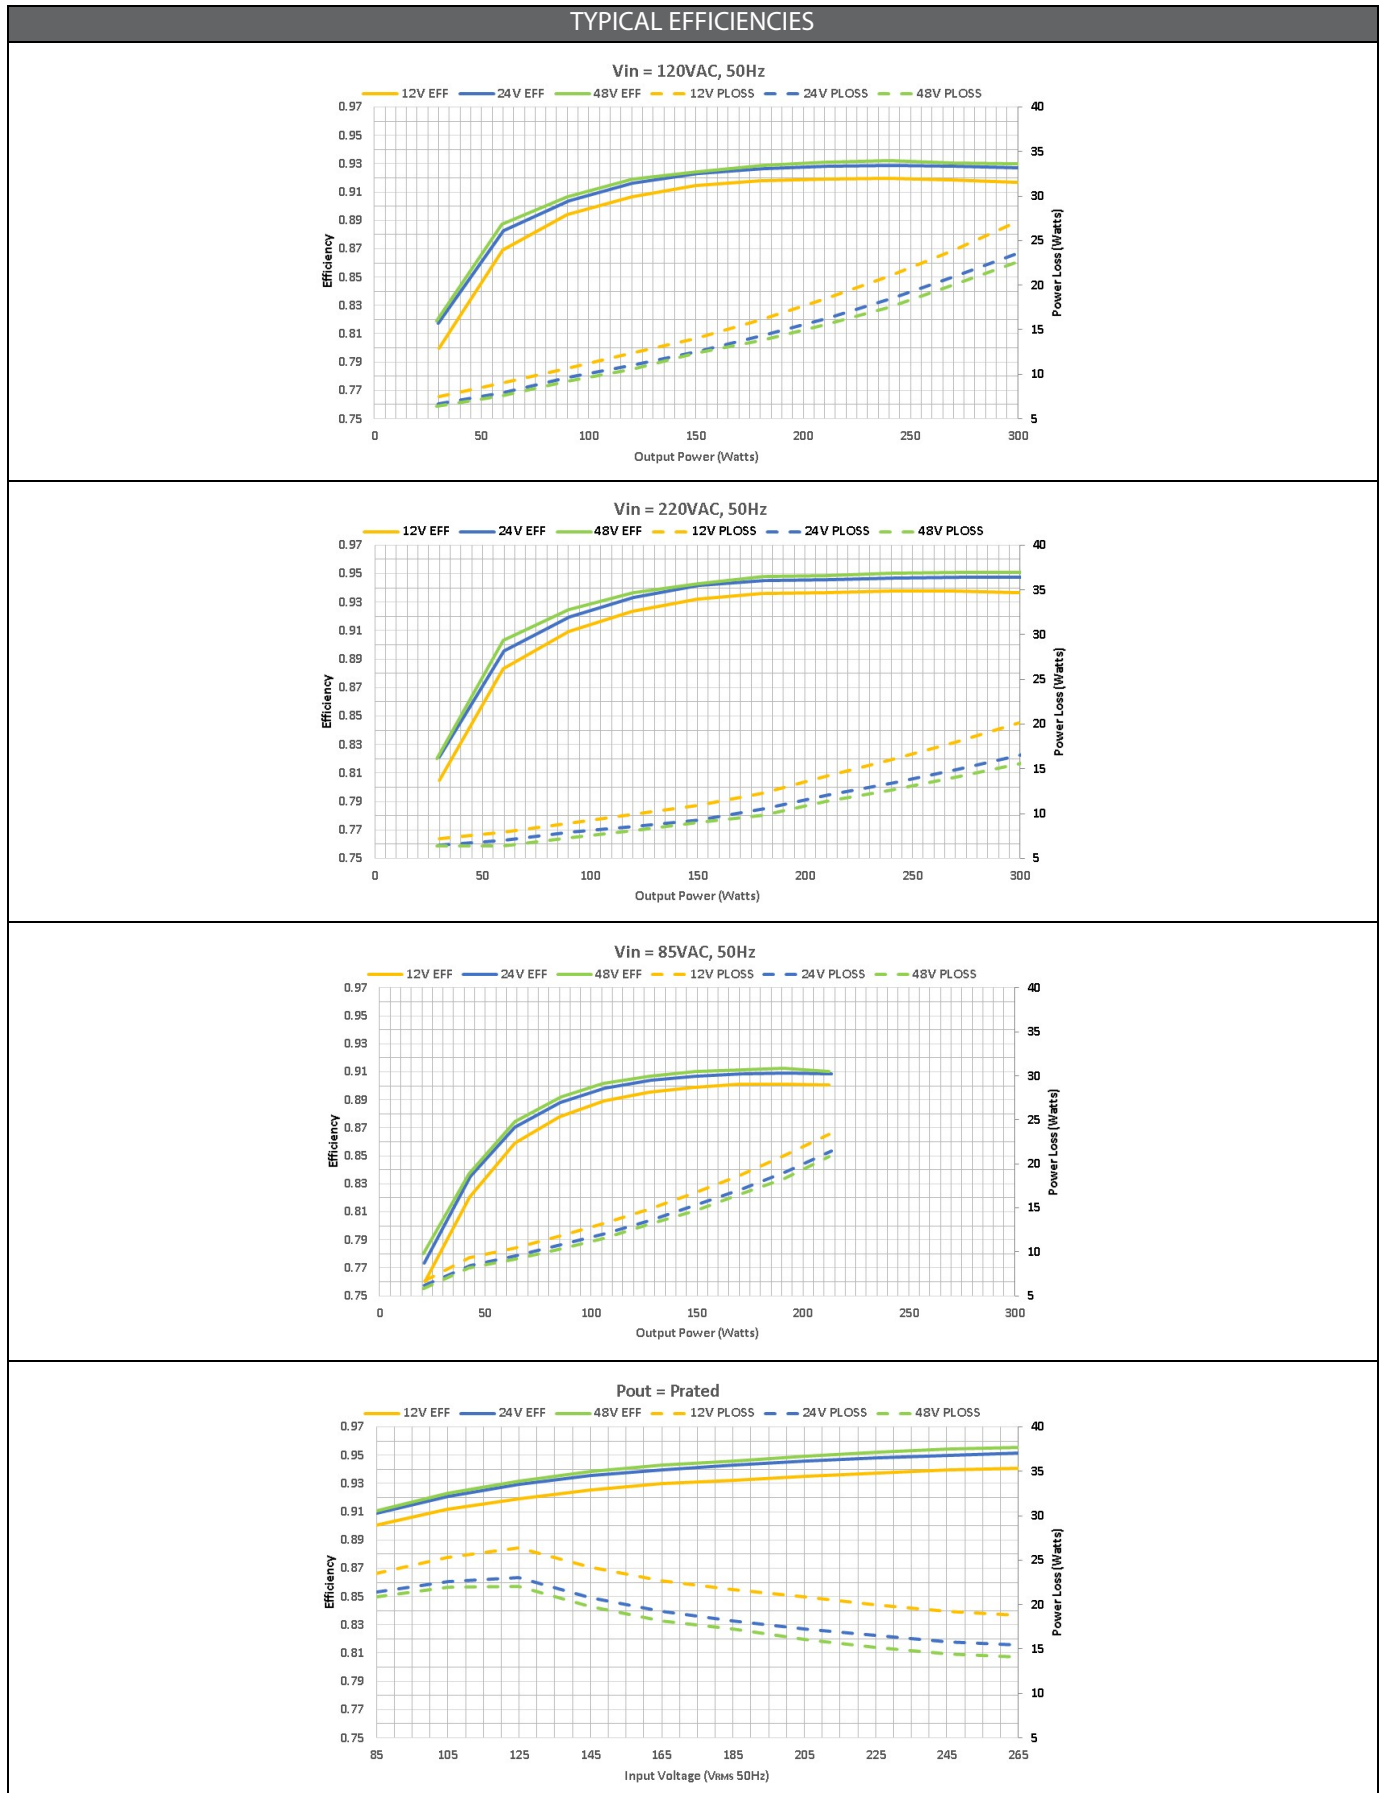 TYPICAL EFFICIENCIES
Vin = 120VAC, 50Hz
12V EFF 24V EFF 48V EFF 12V PLOSS 24V PLOSS 48V PLOSS
0.97 40
0.95
35
0.93
0.91 30
0.89
0.87 25
0.85
20
0.83
0.81 15
0.79
10
0.77
0.75 5
Efficiency
Power Loss (Watts)
0 50 100 150 200 250 300
Output Power (Watts)
Vin = 220VAC, 50Hz
12V EFF 24V EFF 48V EFF 12V PLOSS 24V PLOSS 48V PLOSS
0.97 40
0.95
35
0.93
0.91 30
0.89
0.87 25
0.85
20
0.83
0.81 15
0.79
10
0.77
0.75 5
Efficiency
Power Loss (Watts)
0 50 100 150 200 250 300
Output Power (Watts)
Vin = 85VAC, 50Hz
12V EFF 24V EFF 48V EFF 12V PLOSS 24V PLOSS 48V PLOSS
0.97 40
0.95
35
0.93
0.91 30
0.89
0.87 25
0.85
20
0.83
0.81 15
0.79
10
0.77
0.75 5
Efficiency
Power Loss (Watts)
0 50 100 150 200 250 300
Output Power (Watts)
Pout = Prated
12V EFF 24V EFF 48V EFF 12V PLOSS 24V PLOSS 48V PLOSS
0.97 40
0.95
35
0.93
0.91 30
0.89
0.87 25
0.85
20
0.83
0.81 15
0.79
10
0.77
0.75 5
Efficiency
Power Loss (Watts)
85 105 125 145 165 185 205 225 245 265
Input Voltage (VRMS 50Hz)